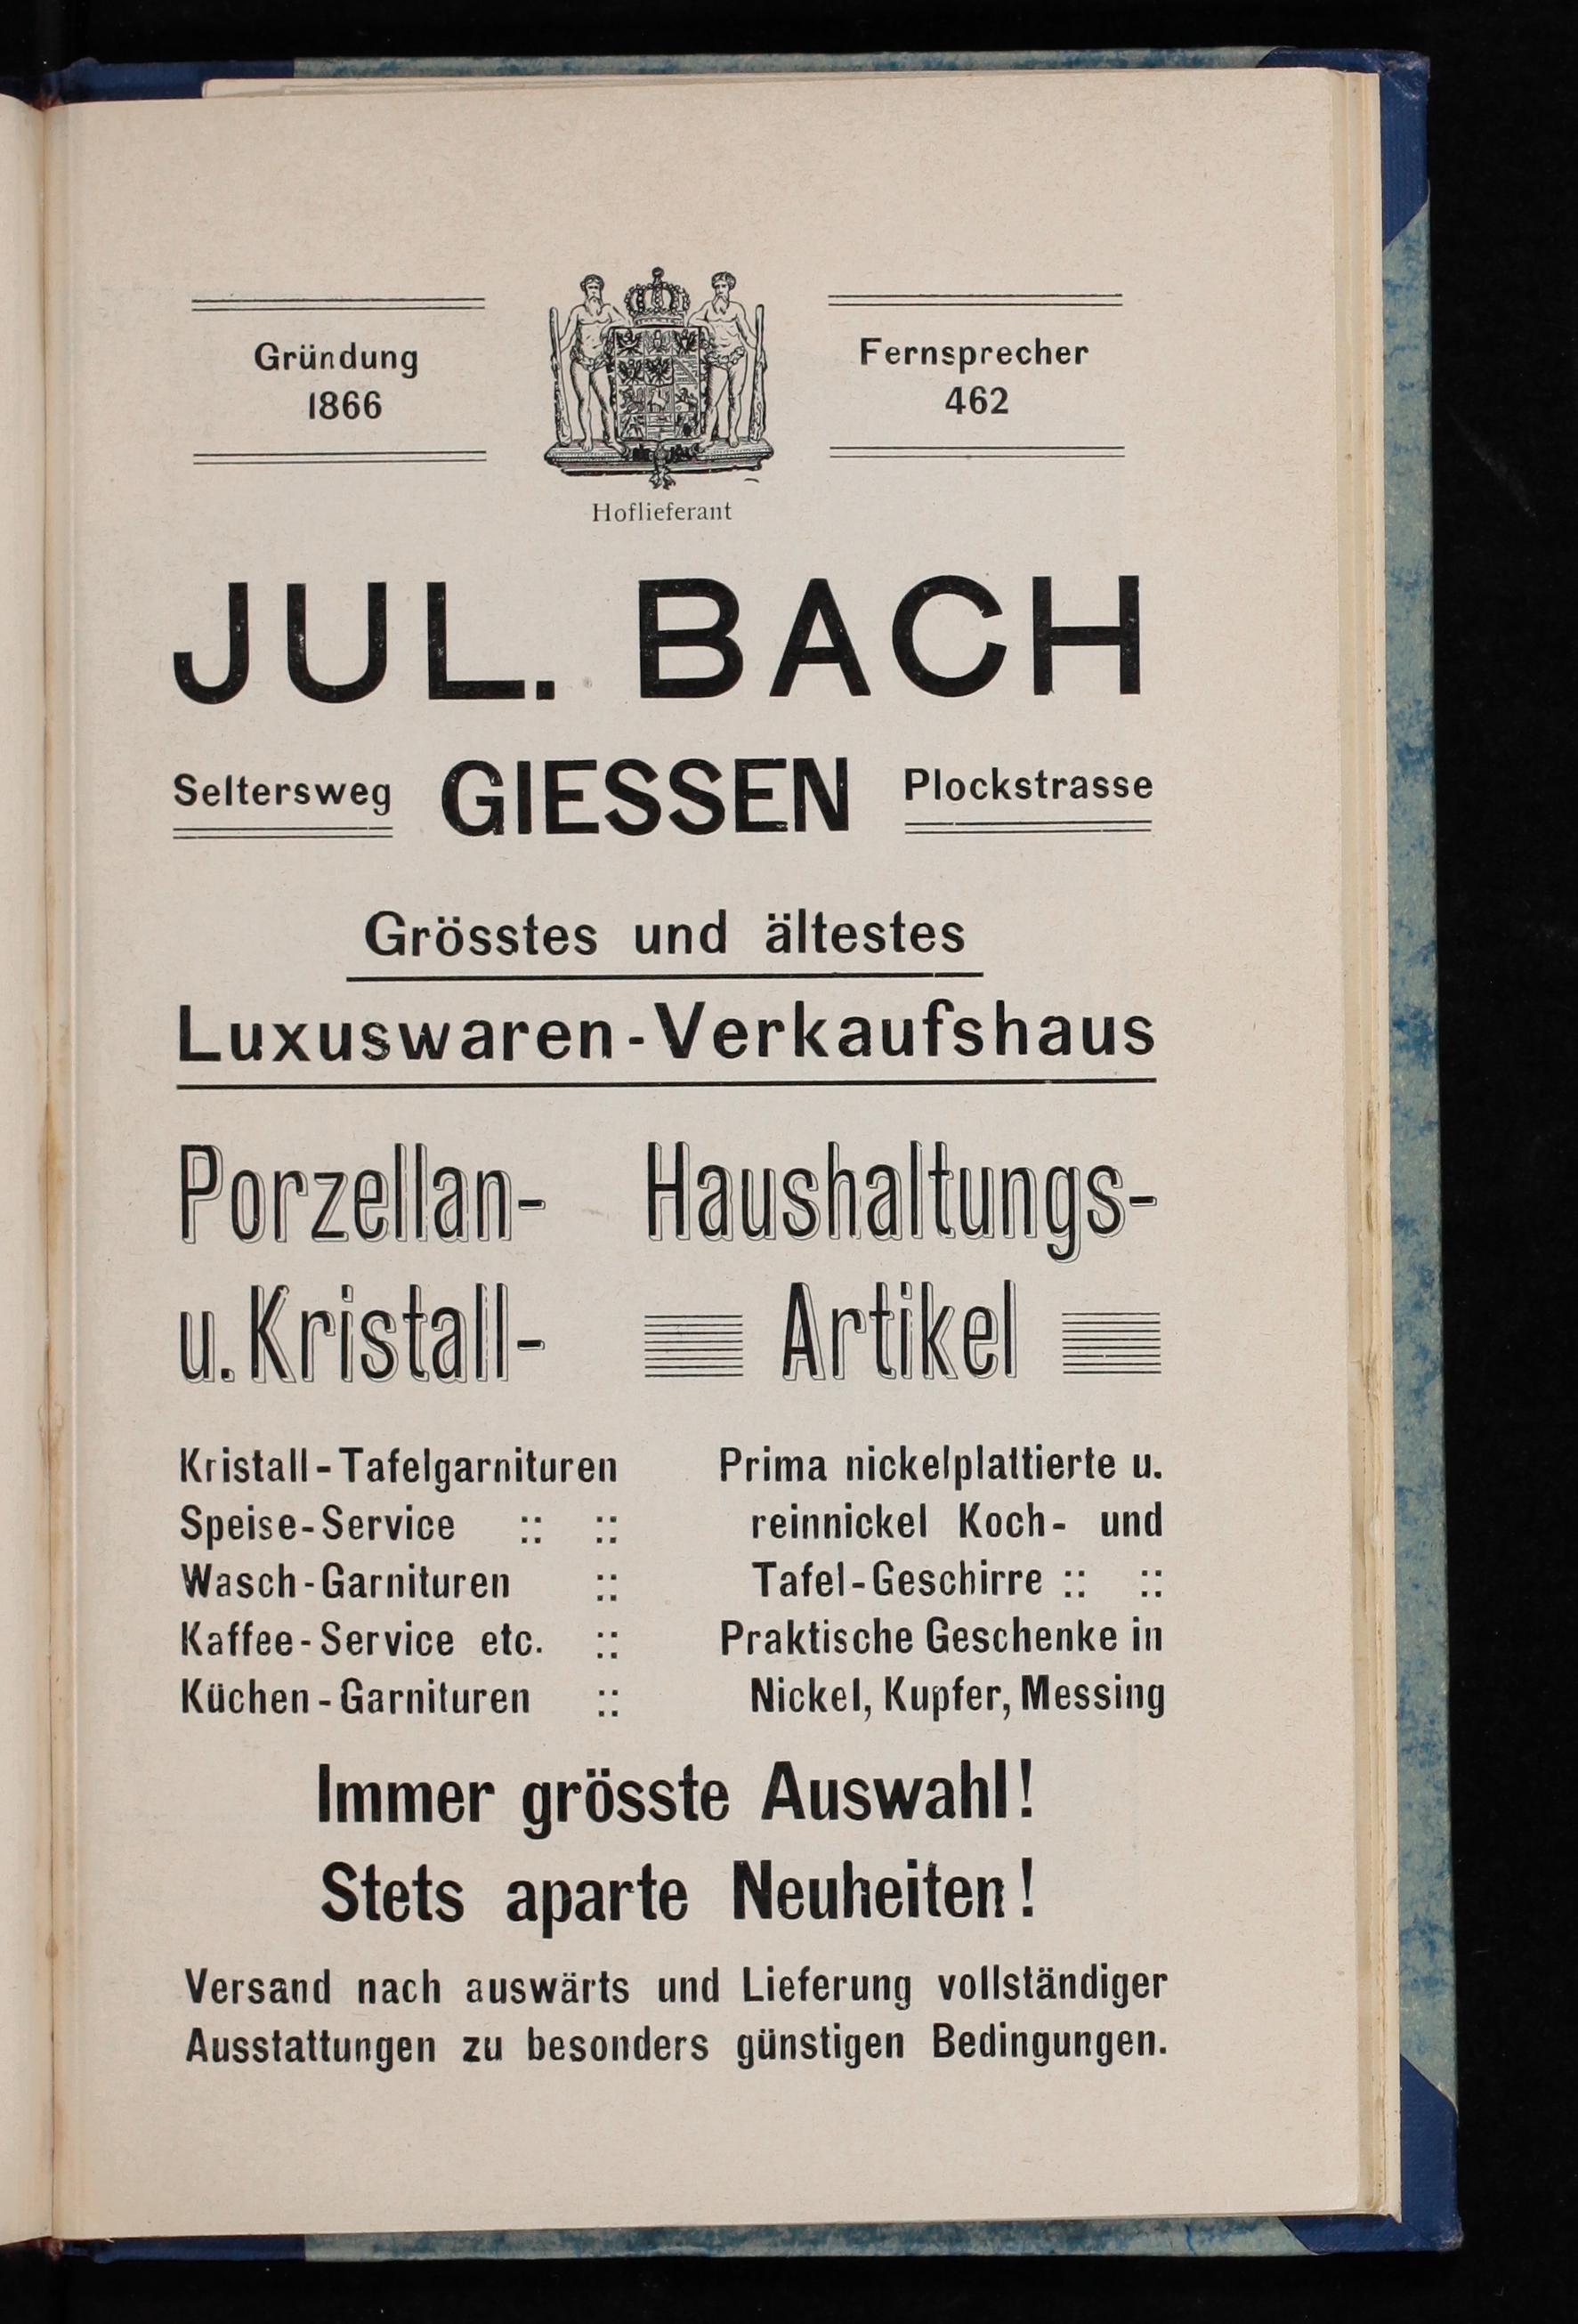 Gründung
1866
Fernsprecher
462
Hoflieferant
JUL. BACH
Seltersweg GIESSEN Plockstrasse
Grösstes und ältestes
Luxuswaren-Verkaufshaus
Porzellan-
u. Kristall-
Haushaltungs-
Artikel
Kristall-Tafelgarnituren
Speise-Service :: ::
Wasch-Garnituren ::
Kaffee-Service etc. ::
Küchen-Garnituren ::
Prima nickelplattierte u.
reinnickel Koch- und
Tafel-Geschirre :: ::
Praktische Geschenke in
Nickel, Kupfer, Messing
Immer grösste Auswahl!
Stets aparte Neuheiten!
Versand nach auswärts und Lieferung vollständiger
Ausstattungen zu besonders günstigen Bedingungen.